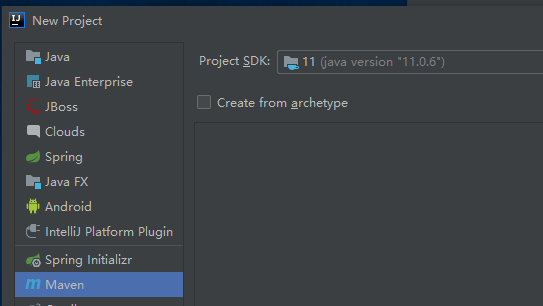 New Project
Java
Java Enterprise
JBoss
Clouds
Spring
Java FX
Android
IntelliJ Platform Plugin
Spring Initializr
Maven
Project SDK: 11 (java version "11.0.6")
Create from archetype